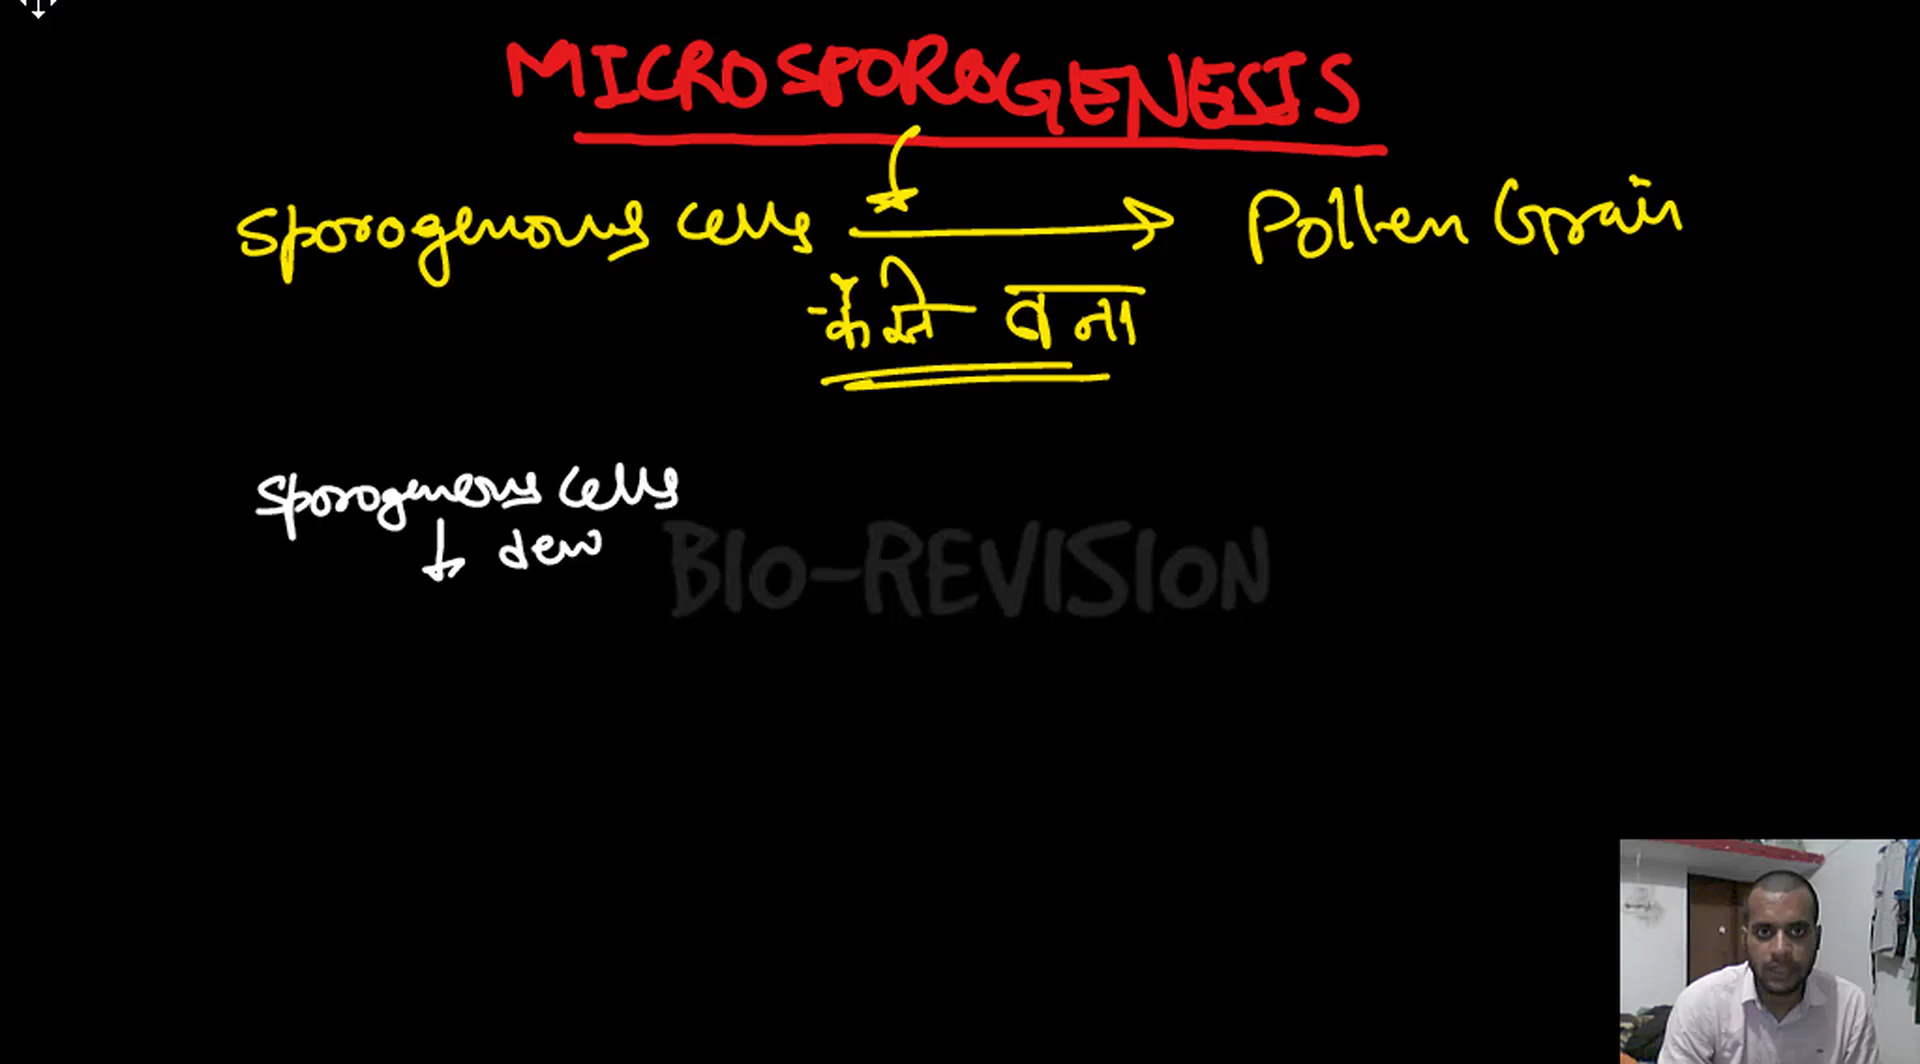 MICROSPOROGENESIS
Sporogenous cells → Pollen Grain
कैसे बना
Sporogenous cells
↓ dev
BIO-REVISION